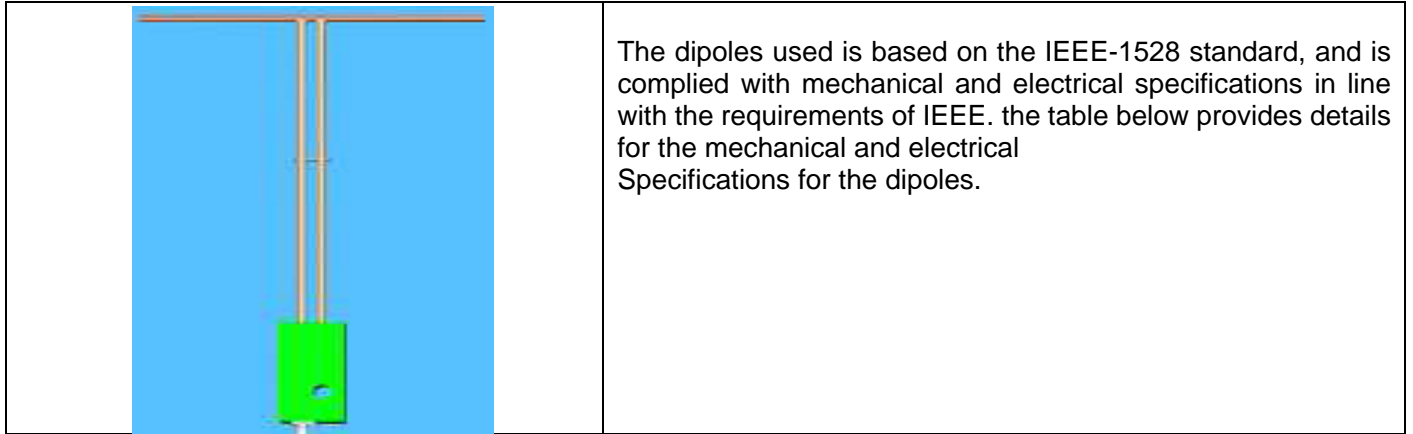 The dipoles used is based on the IEEE-1528 standard, and is
complied with mechanical and electrical specifications in line
with the requirements of IEEE. the table below provides details
for the mechanical and electrical
Specifications for the dipoles.